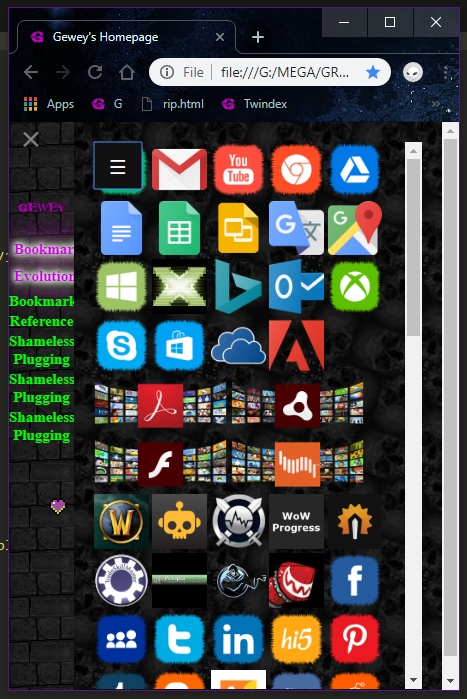 Gewey's Homepage
File
file:///G:/MEGA/GR...
Apps
G
rip.html
Twindex
GEWEY
Bookmar
Evolution
Bookmark
Reference
Shameless
Plugging
Shameless
Plugging
Shameless
Plugging
You
Tube
G
W
WoW
Progress
hi5
in